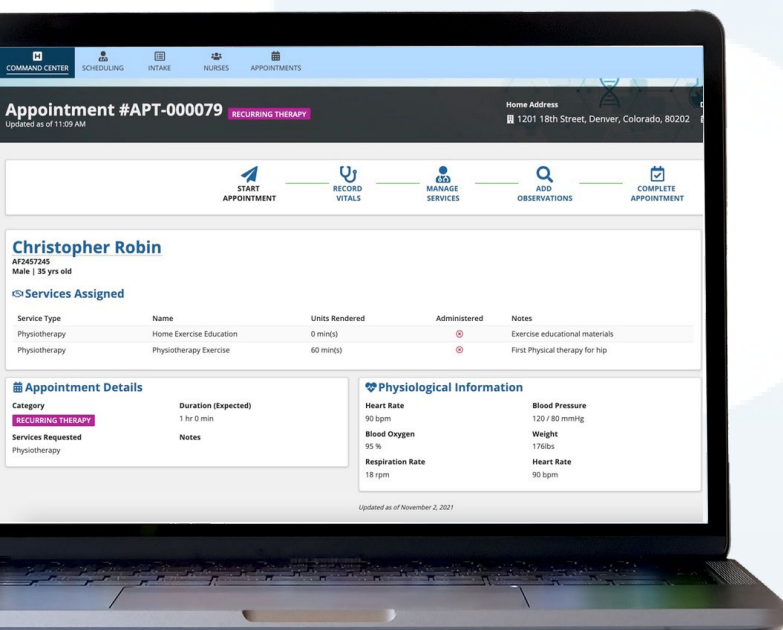 COMMAND CENTER
SCHEDULING
INTAKE
NURSES
APPOINTMENTS
Appointment #APT-000079 RECURRING THERAPY
Updated as of 11:09 AM
Home Address
1201 18th Street, Denver, Colorado, 80202
START APPOINTMENT
RECORD VITALS
MANAGE SERVICES
ADD OBSERVATIONS
COMPLETE APPOINTMENT
Christopher Robin
AF2457245
Male | 35 yrs old
Services Assigned
Service Type Name Units Rendered Administered Notes
Physiotherapy Home Exercise Education 0 min(s) Exercise educational materials
Physiotherapy Physiotherapy Exercise 60 min(s) First Physical therapy for hip
Appointment Details
Category
RECURRING THERAPY
Duration (Expected)
1 hr 0 min
Services Requested
Physiotherapy
Notes
Physiological Information
Heart Rate
90 bpm
Blood Pressure
120 / 80 mmHg
Blood Oxygen
95 %
Weight
176lbs
Respiration Rate
18 rpm
Heart Rate
90 bpm
Updated as of November 2, 2021